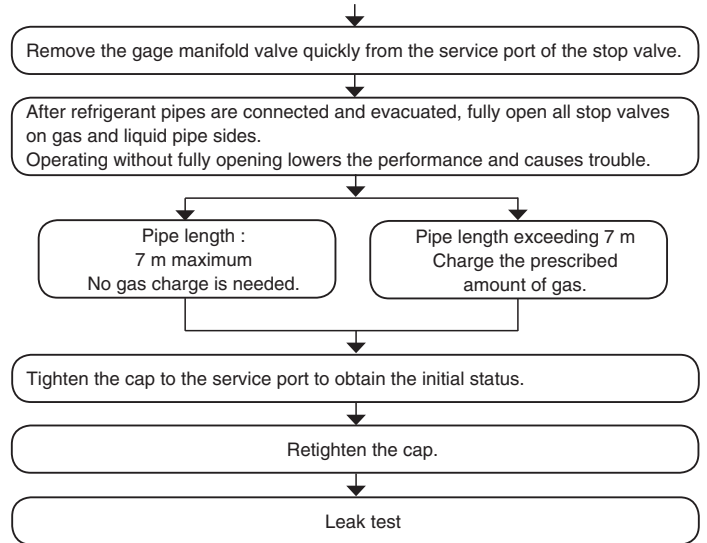 Remove the gage manifold valve quickly from the service port of the stop valve.
After refrigerant pipes are connected and evacuated, fully open all stop valves
on gas and liquid pipe sides.
Operating without fully opening lowers the performance and causes trouble.
Pipe length :
7 m maximum
No gas charge is needed.
Pipe length exceeding 7 m
Charge the prescribed
amount of gas.
Tighten the cap to the service port to obtain the initial status.
Retighten the cap.
Leak test